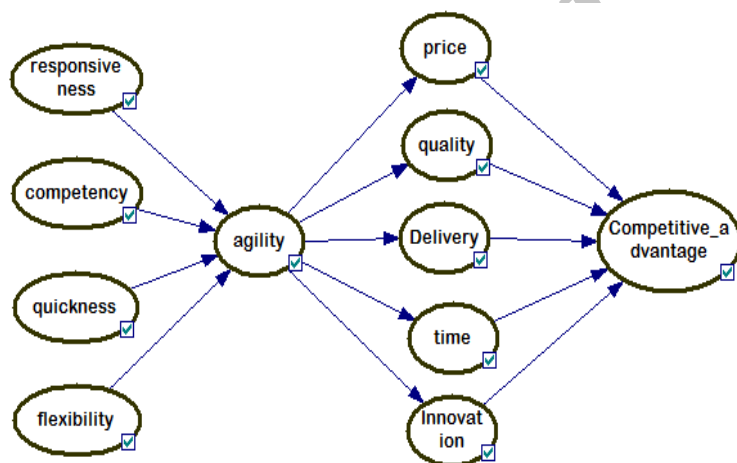 responsive
ness
competency
quickness
flexibility
agility
price
quality
Delivery
time
Innovat
ion
Competitive_a
dvantage